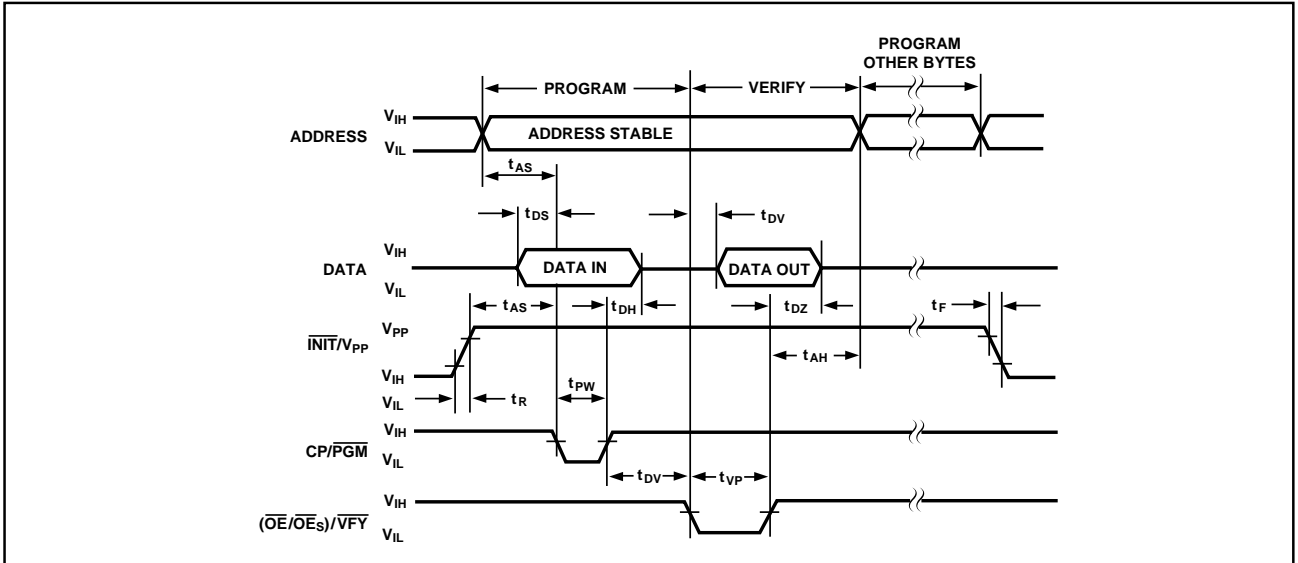 PROGRAM
OTHER BYTES
PROGRAM
VERIFY
ADDRESS
VIH
VIL
ADDRESS STABLE
tAS
tDS
tDV
DATA
VIH
VIL
DATA IN
DATA OUT
tAS
tDH
tDZ
tF
INIT/VPP
VPP
VIH
VIL
tAH
tR
tPW
CP/PGM
VIH
VIL
tDV
tVP
(OE/OES)/VFY
VIH
VIL